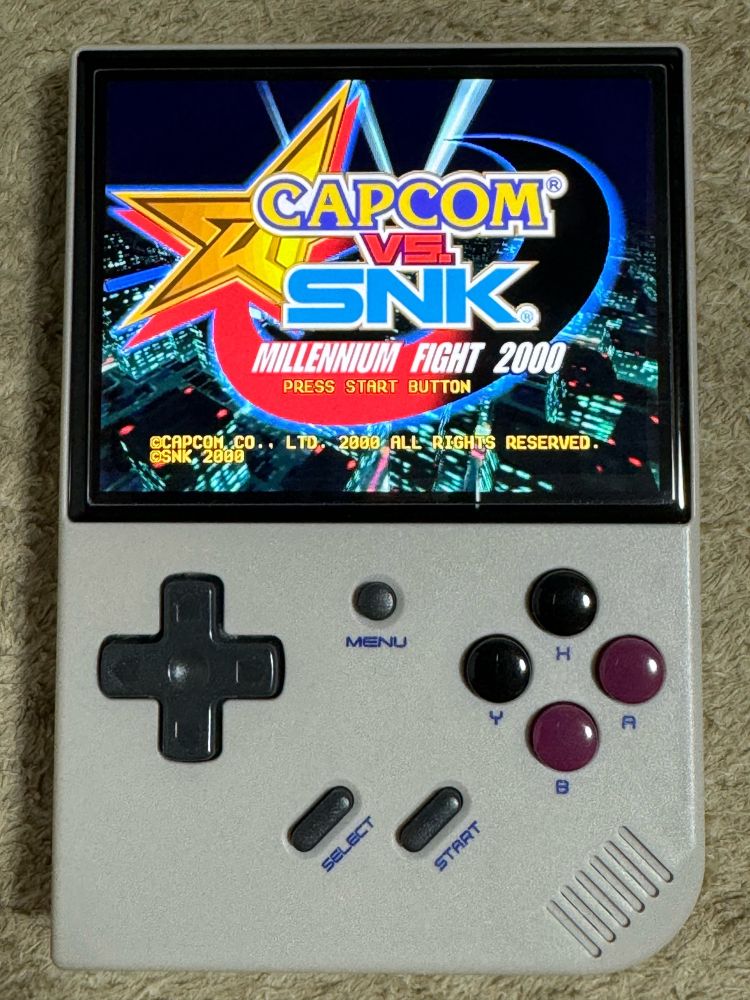 CAPCOM®
VS.
SNK®
MILLENNIUM FIGHT 2000
PRESS START BUTTON
©CAPCOM CO., LTD. 2000 ALL RIGHTS RESERVED.
©SNK 2000
MENU
X
Y
A
B
SELECT
START